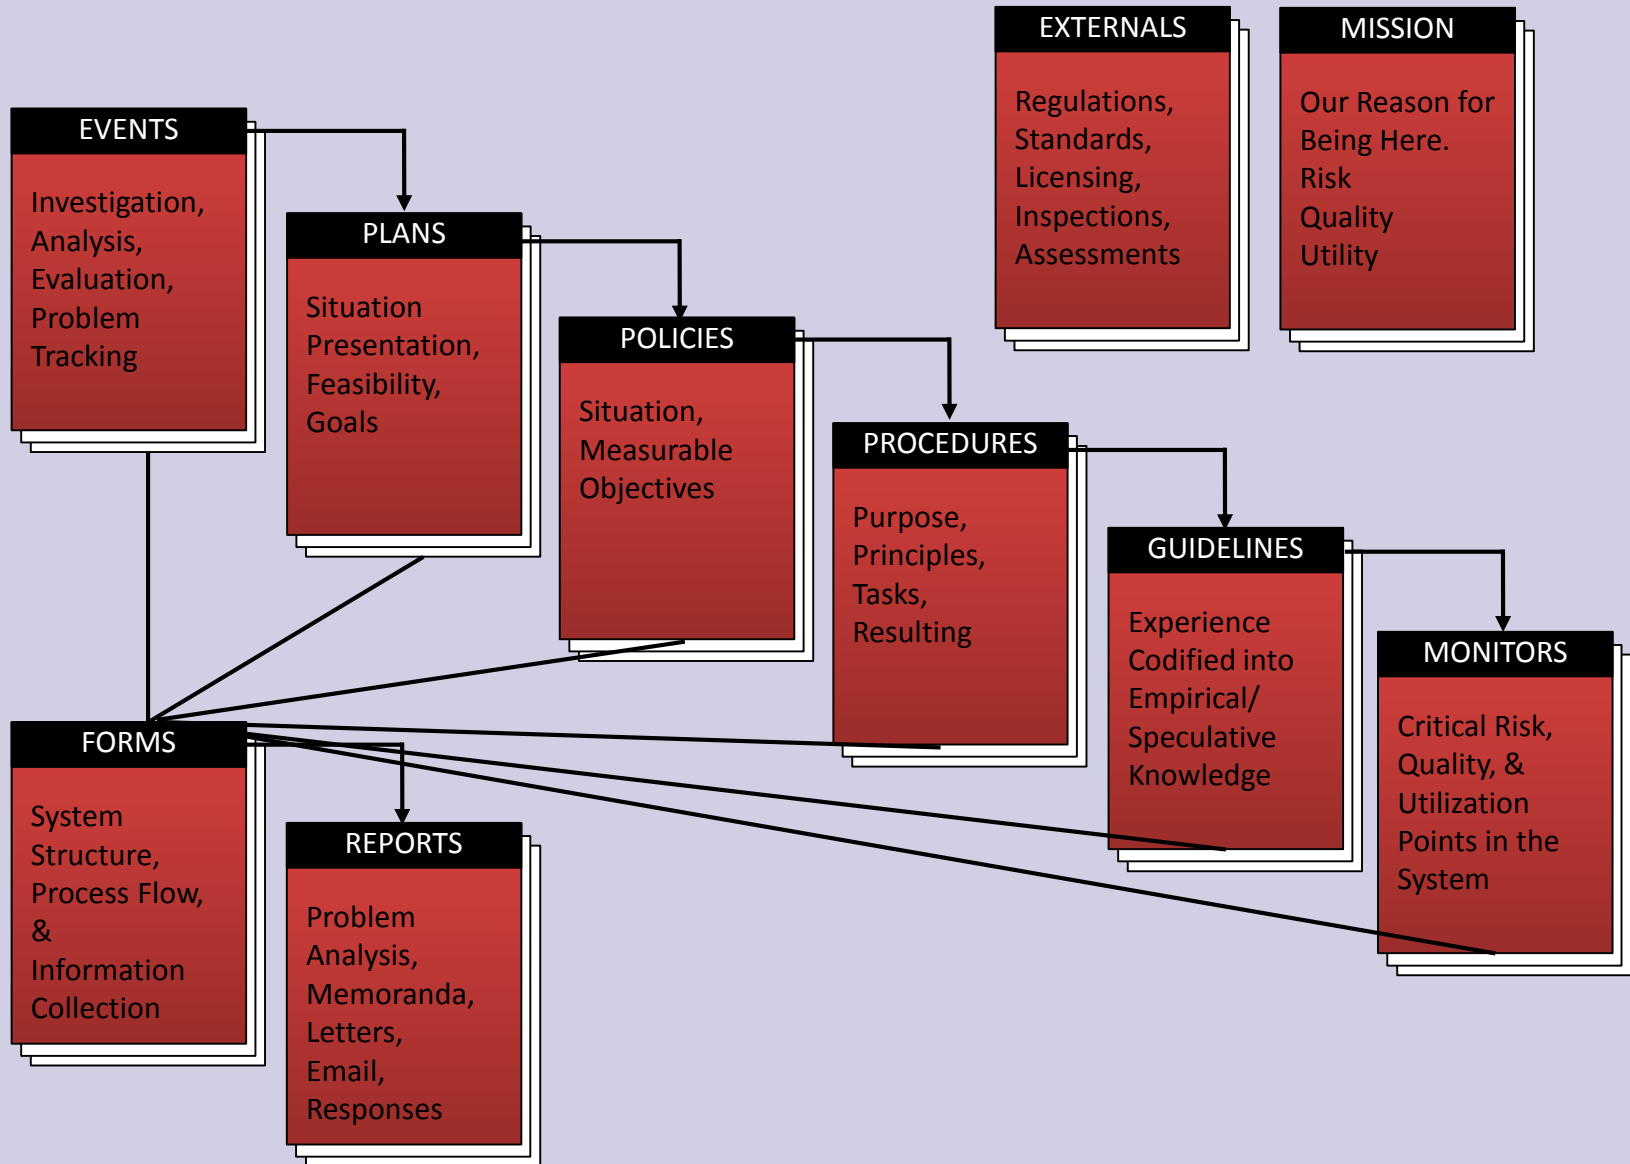 EXTERNALS
Regulations,
Standards,
Licensing,
Inspections,
Assessments
MISSION
Our Reason for
Being Here.
Risk
Quality
Utility
EVENTS
Investigation,
Analysis,
Evaluation,
Problem
Tracking
PLANS
Situation
Presentation,
Feasibility,
Goals
POLICIES
Situation,
Measurable
Objectives
PROCEDURES
Purpose,
Principles,
Tasks,
Resulting
GUIDELINES
Experience
Codified into
Empirical/
Speculative
Knowledge
MONITORS
Critical Risk,
Quality, &
Utilization
Points in the
System
FORMS
System
Structure,
Process Flow,
&
Information
Collection
REPORTS
Problem
Analysis,
Memoranda,
Letters,
Email,
Responses